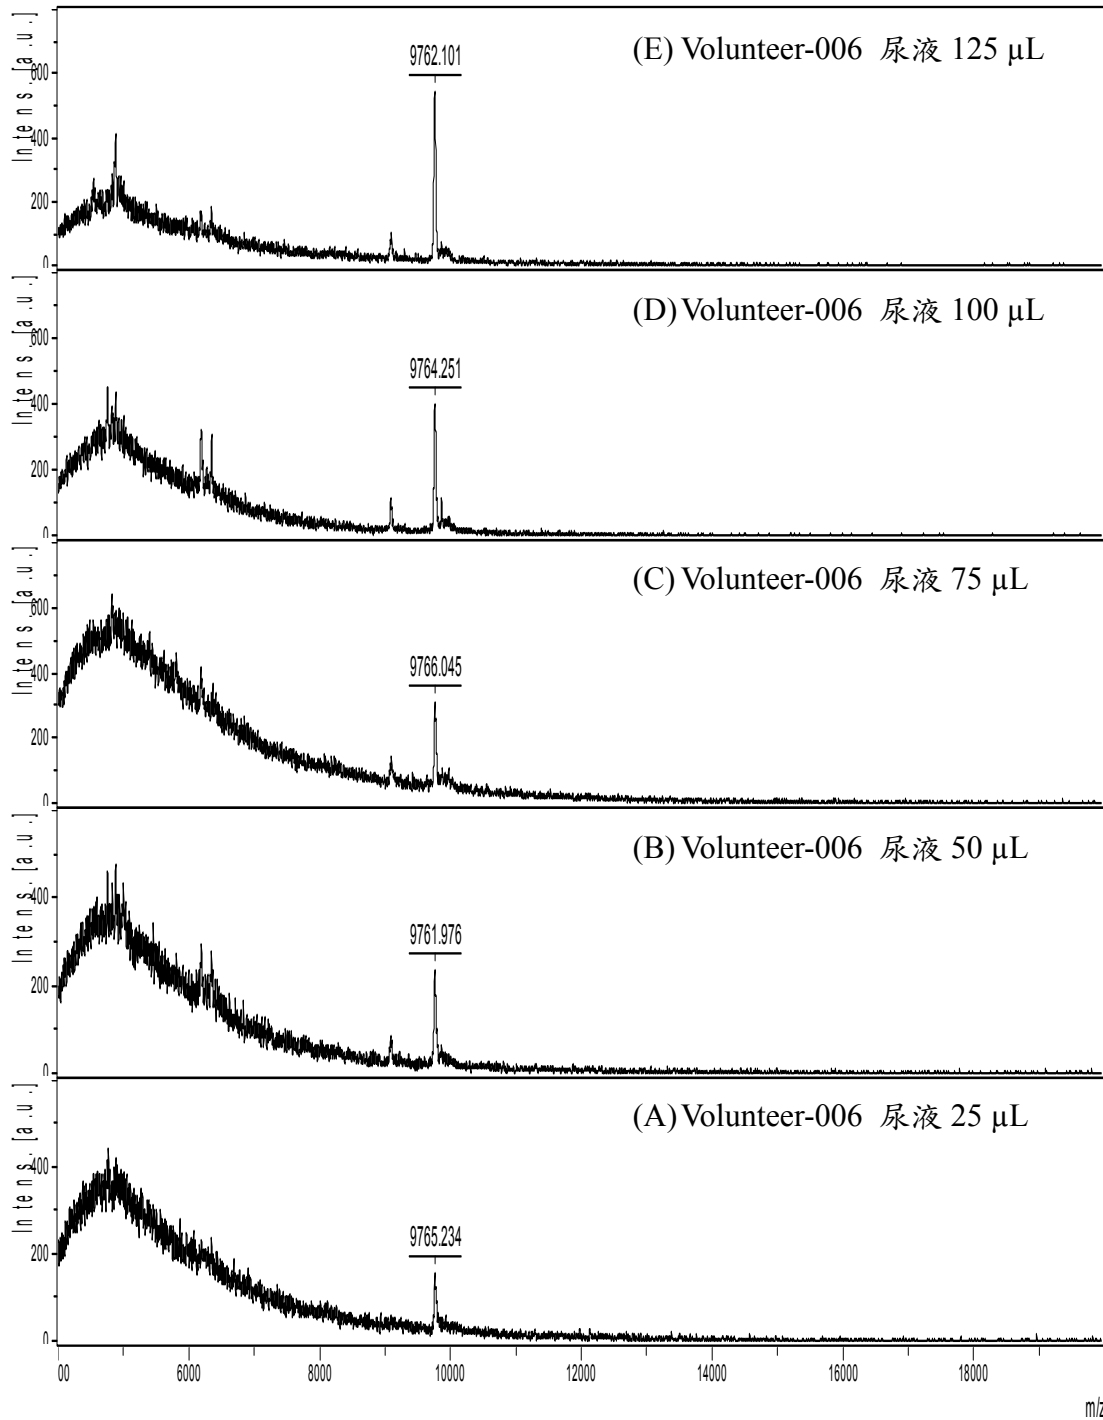 (E) Volunteer-006 尿液 125 µL
9762.101
Intens. [a.u.]
600
400
200
0
(D) Volunteer-006 尿液 100 µL
9764.251
Intens. [a.u.]
600
400
200
0
(C) Volunteer-006 尿液 75 µL
9766.045
Intens. [a.u.]
600
400
200
0
(B) Volunteer-006 尿液 50 µL
9761.976
Intens. [a.u.]
400
200
0
(A) Volunteer-006 尿液 25 µL
9765.234
Intens. [a.u.]
400
200
0
00 6000 8000 10000 12000 14000 16000 18000
m/z